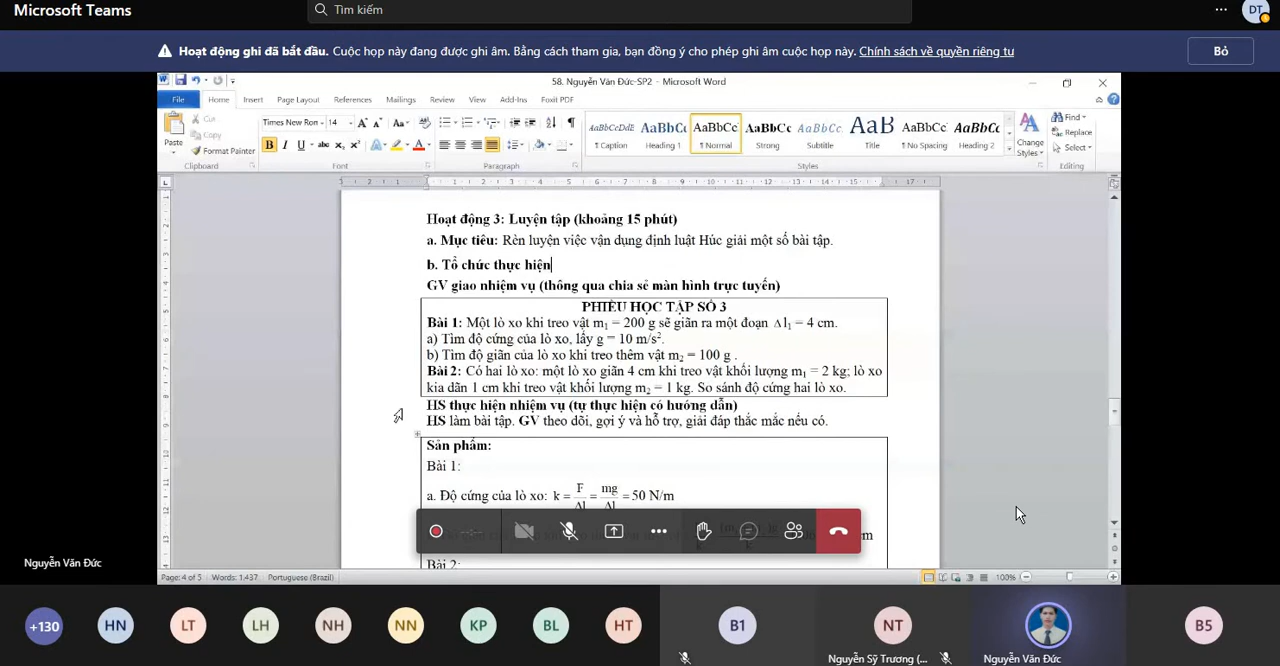 Microsoft Teams
Tìm kiếm
DT
Hoạt động ghi đã bắt đầu. Cuộc họp này đang được ghi âm. Bằng cách tham gia, bạn đồng ý cho phép ghi âm cuộc họp này. Chính sách về quyền riêng tư
Bỏ
58. Nguyễn Văn Đức-SP2 - Microsoft Word
File Home Insert Page Layout References Mailings Review View Add-Ins Foxit PDF
Paste
Cut
Copy
Format Painter
Clipboard
Times New Ron 14
Font
Paragraph
AaBbCcDdE AaBbCc AaBbCc AaBbCc AaBbCc AaB AaBbCc AaBbCc
¶ Caption Heading 1 ¶ Normal Strong Subtitle Title ¶ No Spacing Heading 2
Styles
Change Styles
Find
Replace
Select
Editing
Hoạt động 3: Luyện tập (khoảng 15 phút)
a. Mục tiêu: Rèn luyện việc vận dụng định luật Húc giải một số bài tập.
b. Tổ chức thực hiện
GV giao nhiệm vụ (thông qua chia sẻ màn hình trực tuyến)
PHIẾU HỌC TẬP SỐ 3
Bài 1: Một lò xo khi treo vật m₁ = 200 g sẽ giãn ra một đoạn Δl₁ = 4 cm.
a) Tìm độ cứng của lò xo, lấy g = 10 m/s².
b) Tìm độ giãn của lò xo khi treo thêm vật m₂ = 100 g .
Bài 2: Có hai lò xo: một lò xo giãn 4 cm khi treo vật khối lượng m₁ = 2 kg; lò xo
kia dãn 1 cm khi treo vật khối lượng m₂ = 1 kg. So sánh độ cứng hai lò xo.
HS thực hiện nhiệm vụ (tự thực hiện có hướng dẫn)
HS làm bài tập. GV theo dõi, gợi ý và hỗ trợ, giải đáp thắc mắc nếu có.
Sản phẩm:
Bài 1:
a. Độ cứng của lò xo: k = F/Δl = mg/Δl = 50 N/m
Bài 2:
Page: 4 of 5 Words: 1.437 Portuguese (Brazil) 100%
Nguyễn Văn Đức
+130 HN LT LH NH NN KP BL HT B1 NT B5
Nguyễn Sỹ Trương (... Nguyễn Văn Đức